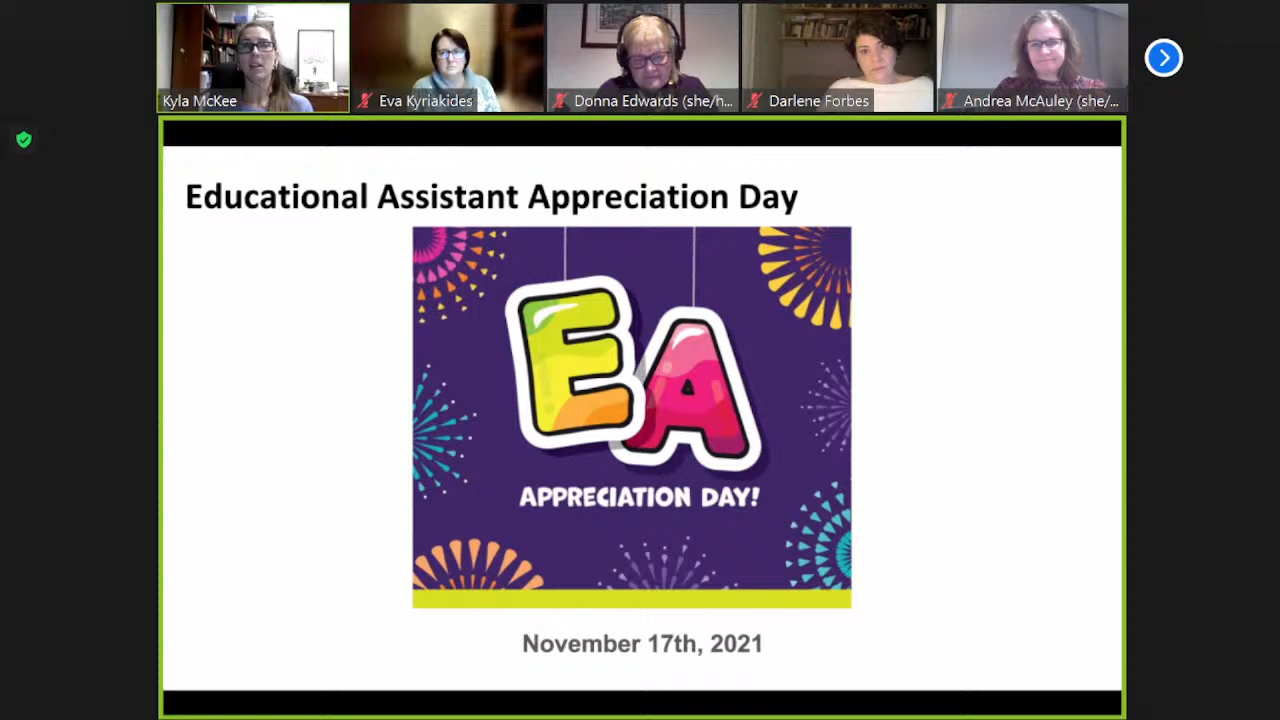 Kyla McKee
Eva Kyriakides
Donna Edwards (she/h...
Darlene Forbes
Andrea McAuley (she/...
Educational Assistant Appreciation Day
EA
APPRECIATION DAY!
November 17th, 2021